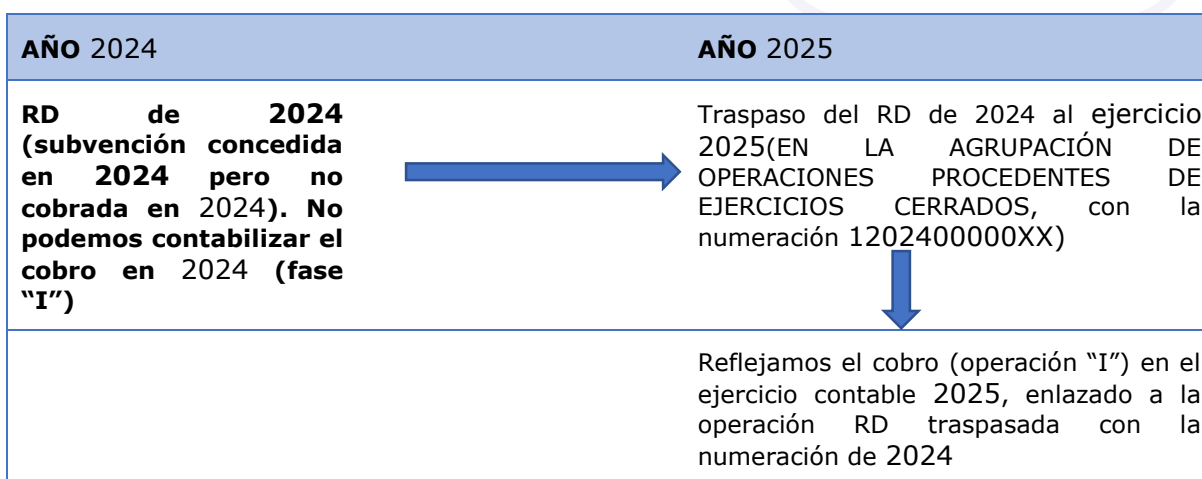 AÑO 2024
AÑO 2025
RD de 2024
(subvención concedida
en 2024 pero no
cobrada en 2024). No
podemos contabilizar el
cobro en 2024 (fase
“I”)
Traspaso del RD de 2024 al ejercicio
2025(EN LA AGRUPACIÓN DE
OPERACIONES PROCEDENTES DE
EJERCICIOS CERRADOS, con la
numeración 1202400000XX)
Reflejamos el cobro (operación “I”) en el
ejercicio contable 2025, enlazado a la
operación RD traspasada con la
numeración de 2024